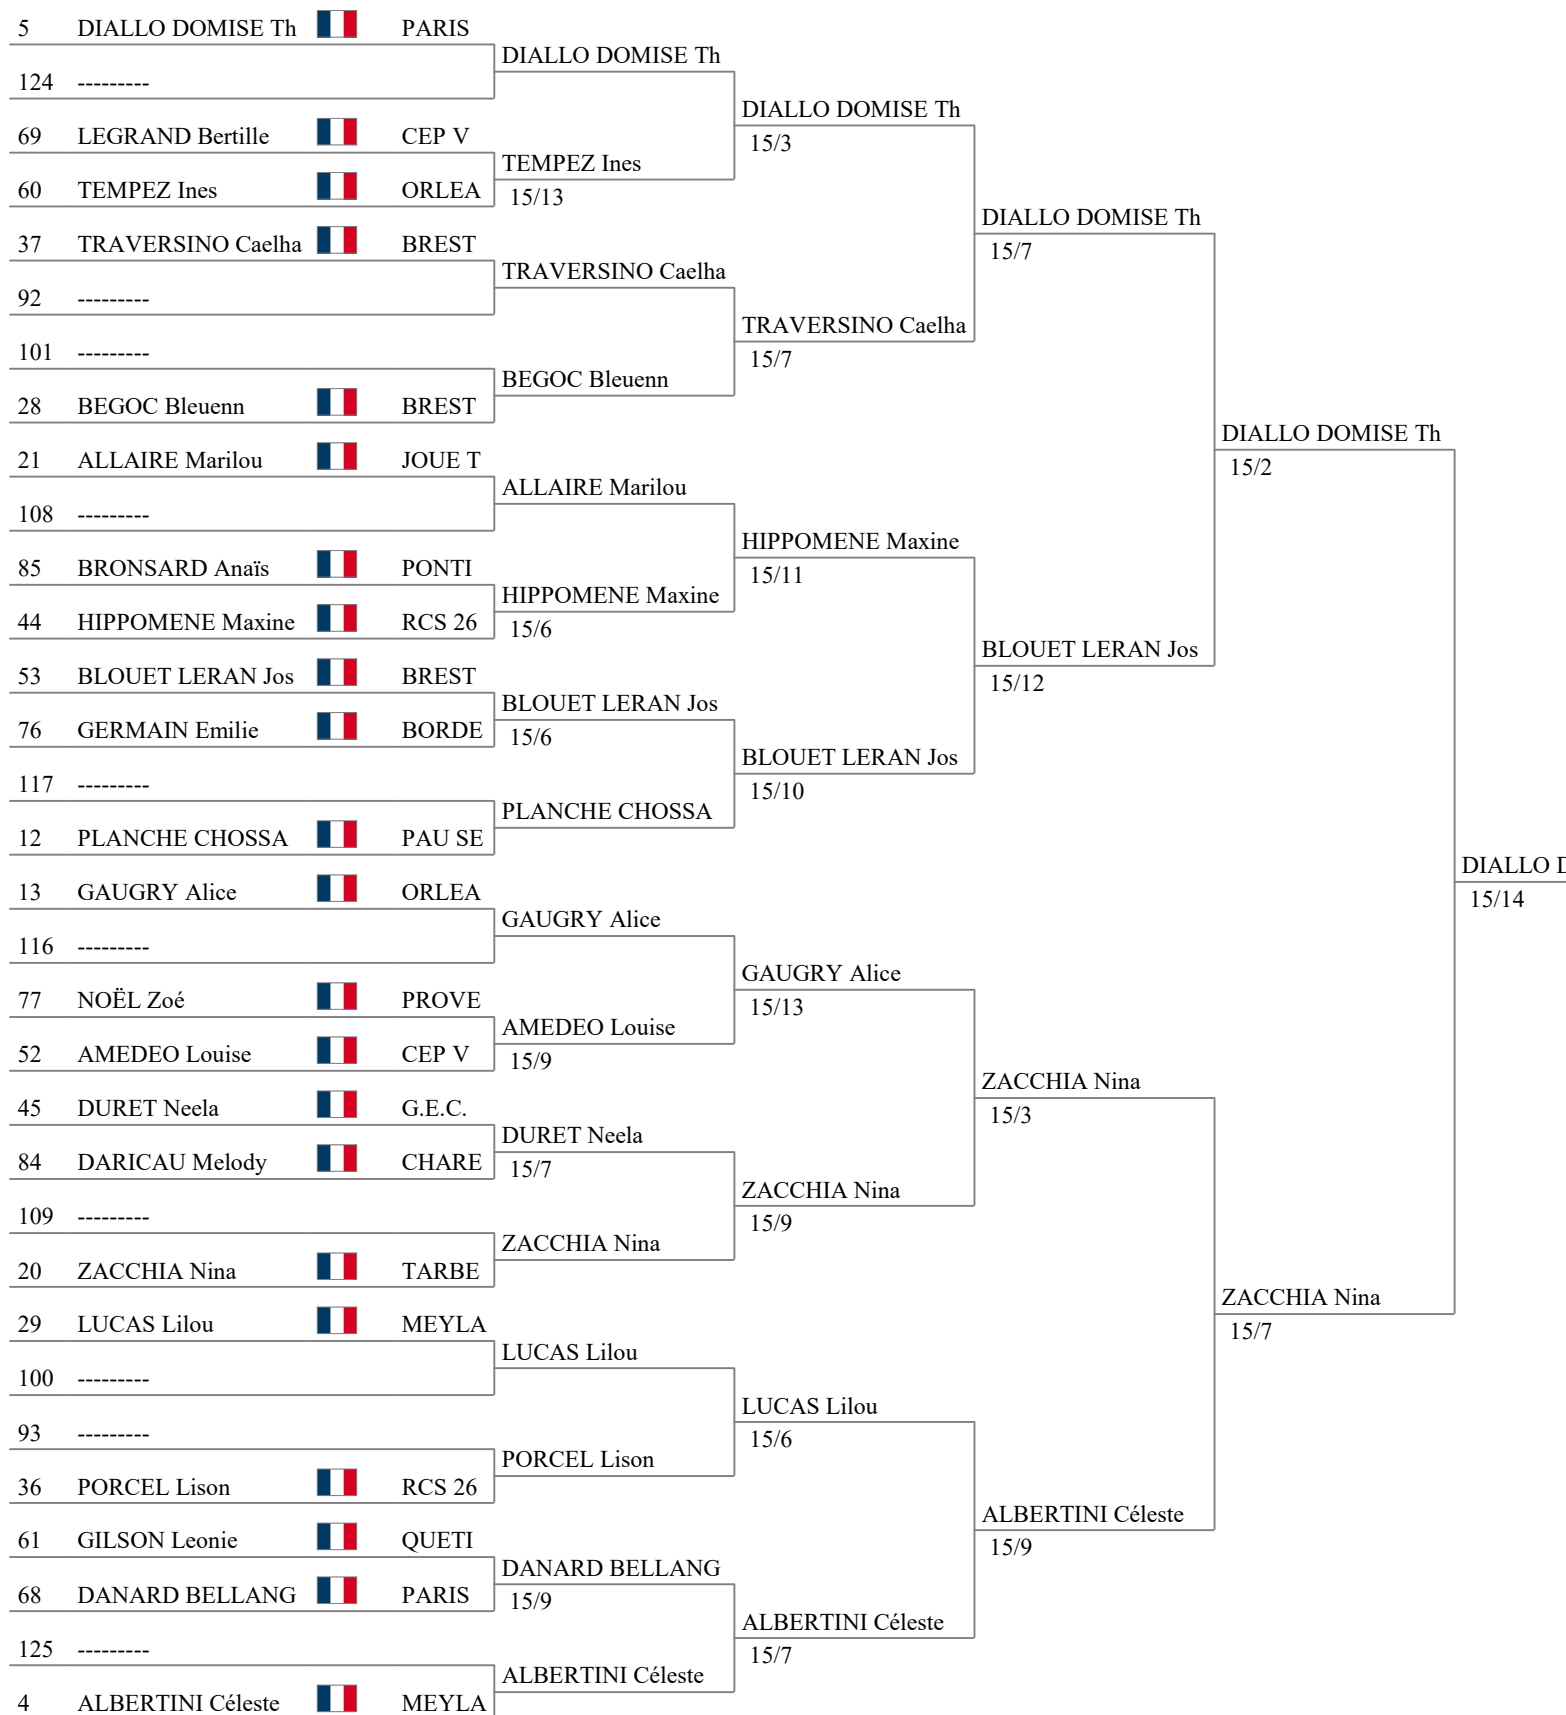 5 DIALLO DOMISE Th PARIS
DIALLO DOMISE Th
124 ---------
DIALLO DOMISE Th
69 LEGRAND Bertille CEP V
15/3
TEMPEZ Ines
60 TEMPEZ Ines ORLEA
15/13
DIALLO DOMISE Th
37 TRAVERSINO Caelha BREST
15/7
TRAVERSINO Caelha
92 ---------
TRAVERSINO Caelha
101 ---------
15/7
BEGOC Bleuenn
28 BEGOC Bleuenn BREST
DIALLO DOMISE Th
21 ALLAIRE Marilou JOUE T
15/2
ALLAIRE Marilou
108 ---------
HIPPOMENE Maxine
85 BRONSARD Anaïs PONTI
15/11
HIPPOMENE Maxine
44 HIPPOMENE Maxine RCS 26
15/6
BLOUET LERAN Jos
53 BLOUET LERAN Jos BREST
15/12
BLOUET LERAN Jos
76 GERMAIN Emilie BORDE
15/6
BLOUET LERAN Jos
117 ---------
15/10
PLANCHE CHOSSA
12 PLANCHE CHOSSA PAU SE
DIALLO D
13 GAUGRY Alice ORLEA
15/14
GAUGRY Alice
116 ---------
GAUGRY Alice
77 NOËL Zoé PROVE
15/13
AMEDEO Louise
52 AMEDEO Louise CEP V
15/9
ZACCHIA Nina
45 DURET Neela G.E.C.
15/3
DURET Neela
84 DARICAU Melody CHARE
15/7
ZACCHIA Nina
109 ---------
15/9
ZACCHIA Nina
20 ZACCHIA Nina TARBE
ZACCHIA Nina
29 LUCAS Lilou MEYLA
15/7
LUCAS Lilou
100 ---------
LUCAS Lilou
93 ---------
15/6
PORCEL Lison
36 PORCEL Lison RCS 26
ALBERTINI Céleste
61 GILSON Leonie QUETI
15/9
DANARD BELLANG
68 DANARD BELLANG PARIS
15/9
ALBERTINI Céleste
125 ---------
15/7
ALBERTINI Céleste
4 ALBERTINI Céleste MEYLA